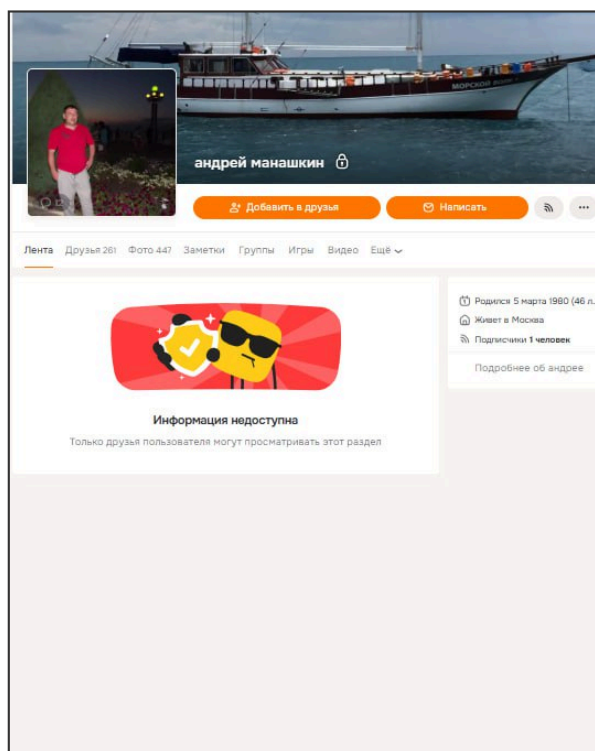 МОРСКОЙ
андрей манашкин
Добавить в друзья
Написать
Лента Друзья 261 Фото 447 Заметки Группы Игры Видео Ещё
Информация недоступна
Только друзья пользователя могут просматривать этот раздел
Родился 5 марта 1980 (46 л.
Живет в Москва
Подписчики 1 человек
Подробнее об андрее